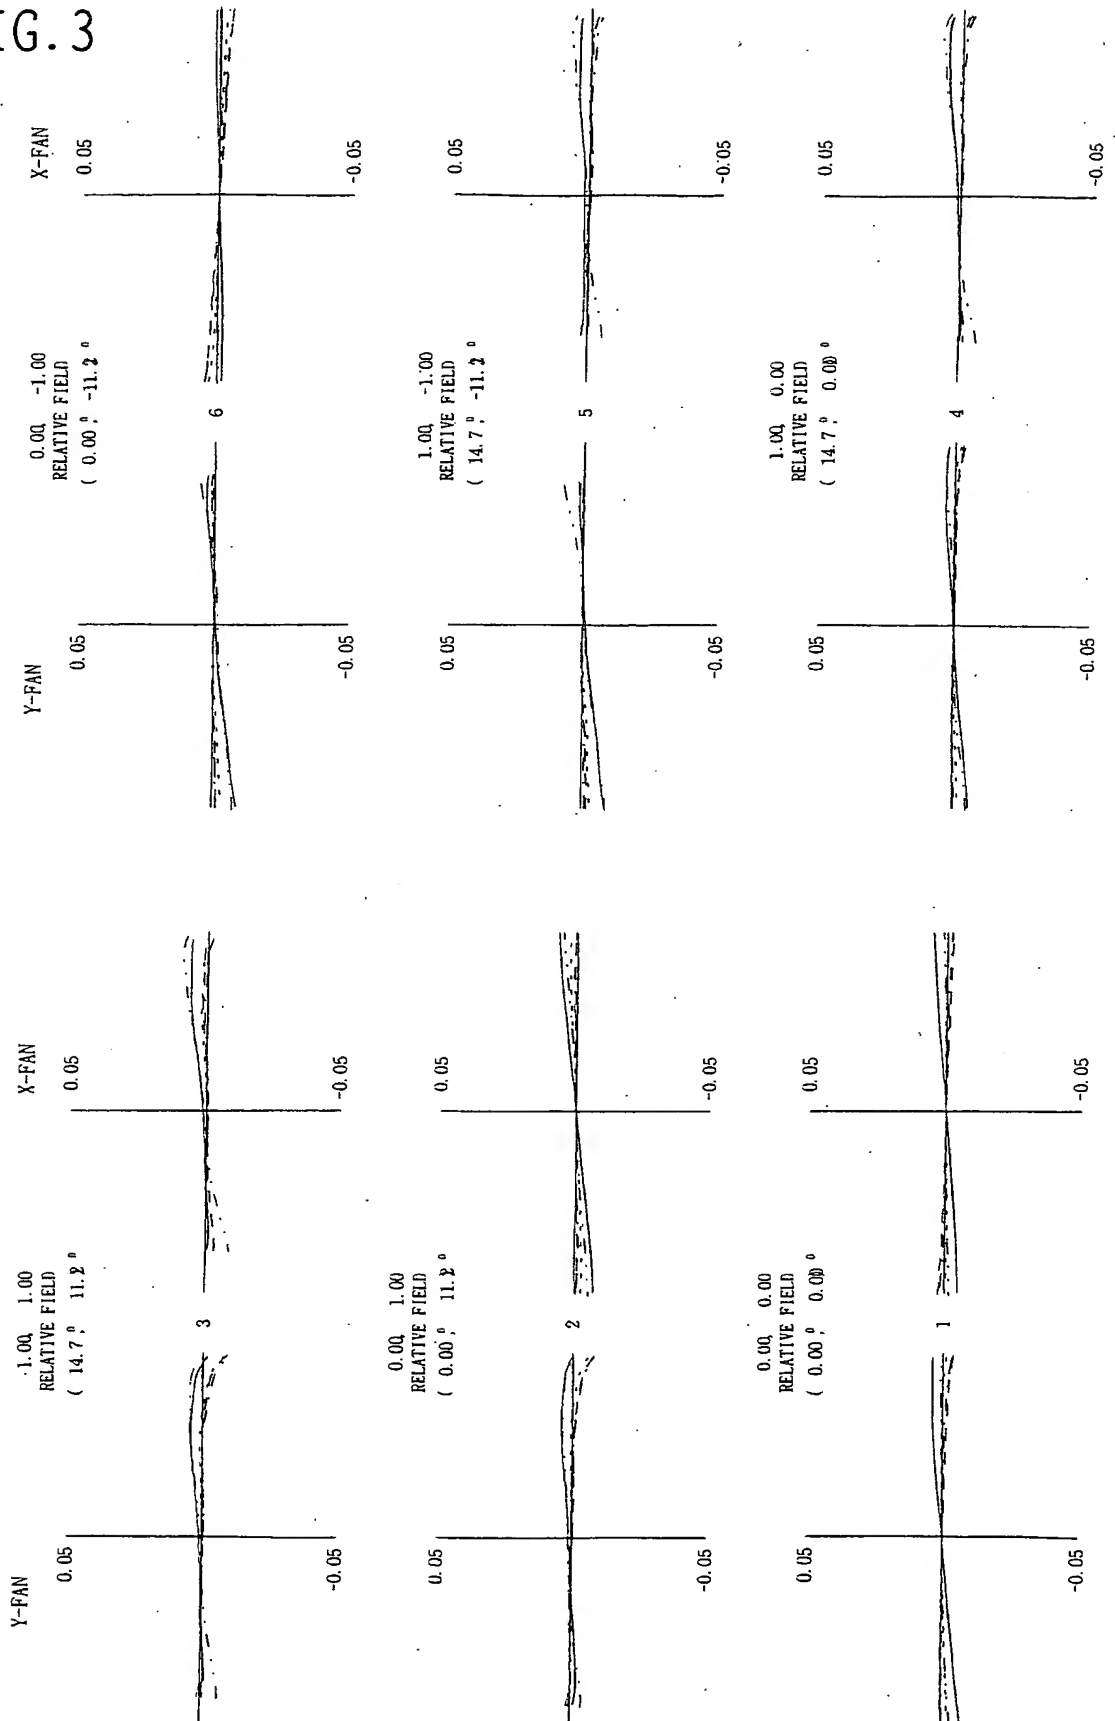 IG.3
Y-FAN
X-FAN
0.05
0.05
-0.05
-0.05
0.00, -1.00
RELATIVE FIELD
( 0.00,° -11.2 °
6
0.05
0.05
-0.05
-0.05
1.00, -1.00
RELATIVE FIELD
( 14.7,° -11.2 °
5
0.05
0.05
-0.05
-0.05
1.00, 0.00
RELATIVE FIELD
( 14.7,° 0.00 °
4
Y-FAN
X-FAN
0.05
0.05
-0.05
-0.05
1.00, 1.00
RELATIVE FIELD
( 14.7,° 11.2 °
3
0.05
0.05
-0.05
-0.05
0.00, 1.00
RELATIVE FIELD
( 0.00,° 11.2 °
2
0.05
0.05
-0.05
-0.05
0.00, 0.00
RELATIVE FIELD
( 0.00,° 0.00 °
1